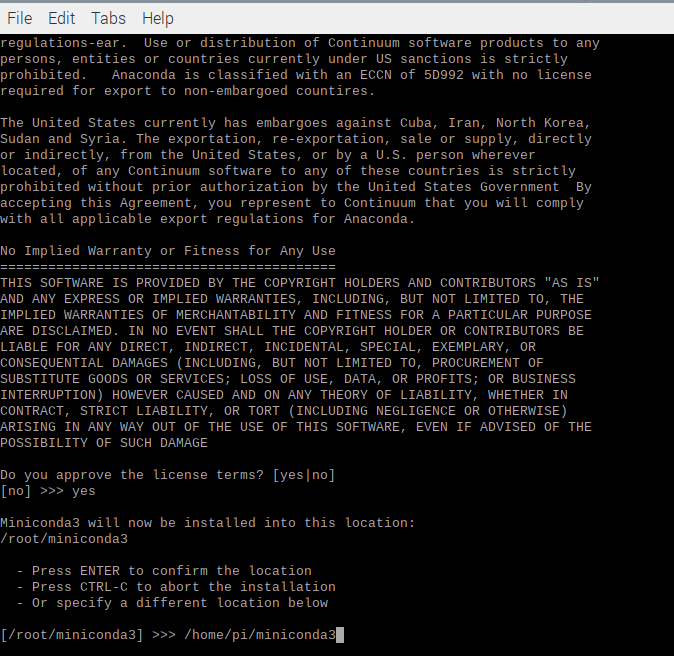 File Edit Tabs Help
regulations-ear.  Use or distribution of Continuum software products to any
persons, entities or countries currently under US sanctions is strictly
prohibited.   Anaconda is classified with an ECCN of 5D992 with no license
required for export to non-embargoed countires.

The United States currently has embargoes against Cuba, Iran, North Korea,
Sudan and Syria. The exportation, re-exportation, sale or supply, directly
or indirectly, from the United States, or by a U.S. person wherever
located, of any Continuum software to any of these countries is strictly
prohibited without prior authorization by the United States Government  By
accepting this Agreement, you represent to Continuum that you will comply
with all applicable export regulations for Anaconda.

No Implied Warranty or Fitness for Any Use
==========================================
THIS SOFTWARE IS PROVIDED BY THE COPYRIGHT HOLDERS AND CONTRIBUTORS "AS IS"
AND ANY EXPRESS OR IMPLIED WARRANTIES, INCLUDING, BUT NOT LIMITED TO, THE
IMPLIED WARRANTIES OF MERCHANTABILITY AND FITNESS FOR A PARTICULAR PURPOSE
ARE DISCLAIMED. IN NO EVENT SHALL THE COPYRIGHT HOLDER OR CONTRIBUTORS BE
LIABLE FOR ANY DIRECT, INDIRECT, INCIDENTAL, SPECIAL, EXEMPLARY, OR
CONSEQUENTIAL DAMAGES (INCLUDING, BUT NOT LIMITED TO, PROCUREMENT OF
SUBSTITUTE GOODS OR SERVICES; LOSS OF USE, DATA, OR PROFITS; OR BUSINESS
INTERRUPTION) HOWEVER CAUSED AND ON ANY THEORY OF LIABILITY, WHETHER IN
CONTRACT, STRICT LIABILITY, OR TORT (INCLUDING NEGLIGENCE OR OTHERWISE)
ARISING IN ANY WAY OUT OF THE USE OF THIS SOFTWARE, EVEN IF ADVISED OF THE
POSSIBILITY OF SUCH DAMAGE

Do you approve the license terms? [yes|no]
[no] >>> yes

Miniconda3 will now be installed into this location:
/root/miniconda3

  - Press ENTER to confirm the location
  - Press CTRL-C to abort the installation
  - Or specify a different location below

[/root/miniconda3] >>> /home/pi/miniconda3